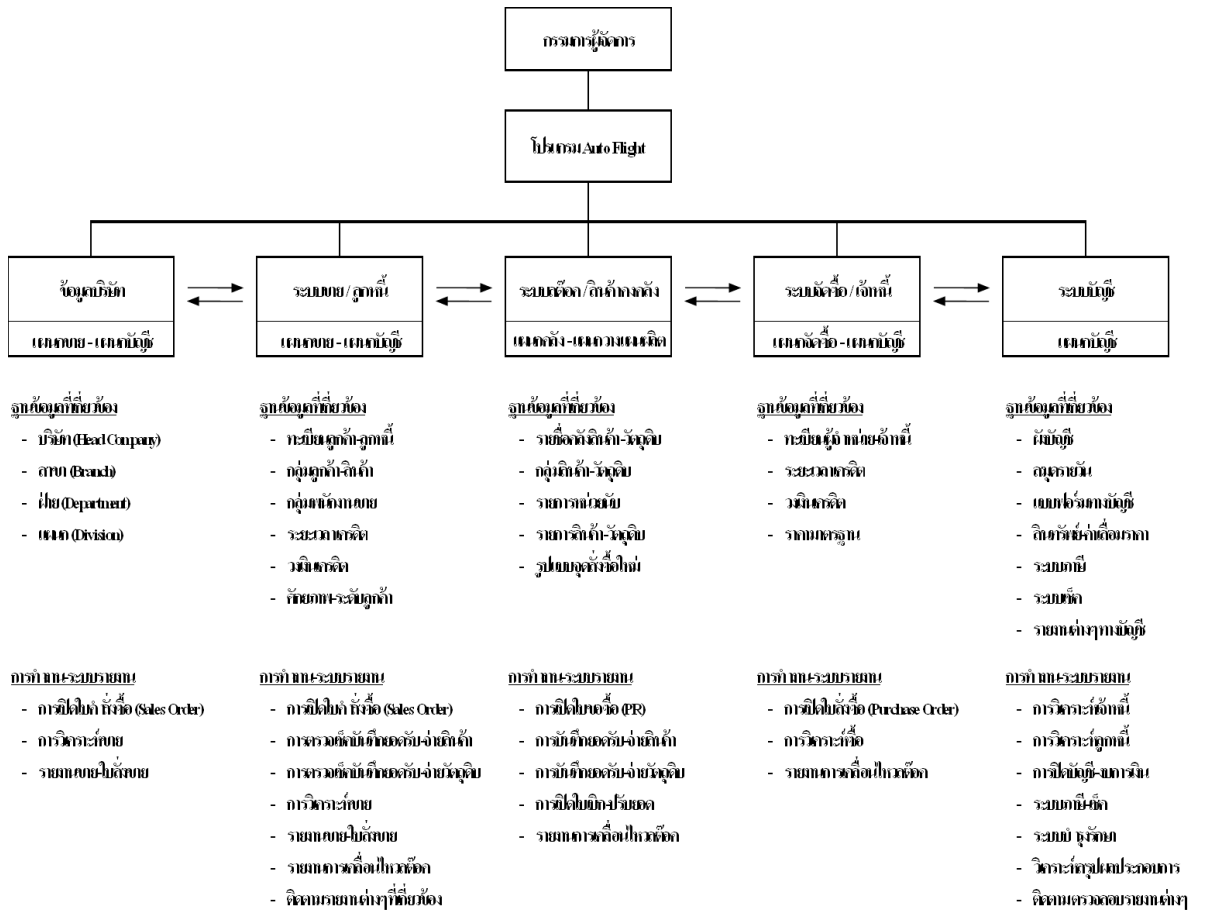 กรรมการผู้จัดการ
โปรแกรม Auto Flight
ข้อมูลบริษัท
แผนกขาย - แผนกบัญชี
ระบบขาย / ลูกหนี้
แผนกขาย - แผนกบัญชี
ระบบสต๊อก / สินค้าคงคลัง
แผนกคลัง - แผนกวางแผนผลิต
ระบบจัดซื้อ / เจ้าหนี้
แผนกจัดซื้อ - แผนกบัญชี
ระบบบัญชี
แผนกบัญชี
ฐานข้อมูลที่เกี่ยวข้อง
- บริษัท (Head Company)
- สาขา (Branch)
- ฝ่าย (Department)
- แผนก (Division)
ฐานข้อมูลที่เกี่ยวข้อง
- ทะเบียนลูกค้า-ลูกหนี้
- กลุ่มลูกค้า-สินค้า
- กลุ่มพนักงานขาย
- ระยะเวลาเครดิต
- วงเงินเครดิต
- ศักยภาพ-ระดับลูกค้า
ฐานข้อมูลที่เกี่ยวข้อง
- รายชื่อคลังสินค้า-วัตถุดิบ
- กลุ่มสินค้า-วัตถุดิบ
- รายการหน่วยนับ
- รายการสินค้า-วัตถุดิบ
- รูปแบบจุดสั่งซื้อใหม่
ฐานข้อมูลที่เกี่ยวข้อง
- ทะเบียนผู้จำหน่าย-เจ้าหนี้
- ระยะเวลาเครดิต
- วงเงินเครดิต
- ราคามาตรฐาน
ฐานข้อมูลที่เกี่ยวข้อง
- ผังบัญชี
- สมุดรายวัน
- แบบฟอร์มทางบัญชี
- สินทรัพย์-ค่าเสื่อมราคา
- ระบบภาษี
- ระบบเช็ค
- รายงานต่างๆทางบัญชี
การทำงาน-ระบบรายงาน
- การเปิดใบคำสั่งซื้อ (Sales Order)
- การวิเคราะห์ขาย
- รายงานขาย-ใบสั่งขาย
การทำงาน-ระบบรายงาน
- การเปิดใบคำสั่งซื้อ (Sales Order)
- การตรวจเช็คบันทึกยอดรับ-จ่ายสินค้า
- การตรวจเช็คบันทึกยอดรับ-จ่ายวัตถุดิบ
- การวิเคราะห์ขาย
- รายงานขาย-ใบสั่งขาย
- รายงานการเคลื่อนไหวสต๊อก
- ติดตามรายงานต่างๆที่เกี่ยวข้อง
การทำงาน-ระบบรายงาน
- การเปิดใบขอซื้อ (PR)
- การบันทึกยอดรับ-จ่ายสินค้า
- การบันทึกยอดรับ-จ่ายวัตถุดิบ
- การเปิดใบเบิก-ปรับยอด
- รายงานการเคลื่อนไหวสต๊อก
การทำงาน-ระบบรายงาน
- การเปิดใบสั่งซื้อ (Purchase Order)
- การวิเคราะห์ซื้อ
- รายงานการเคลื่อนไหวสต๊อก
การทำงาน-ระบบรายงาน
- การวิเคราะห์เจ้าหนี้
- การวิเคราะห์ลูกหนี้
- การปิดบัญชี-งบการเงิน
- ระบบภาษี-เช็ค
- ระบบบำรุงรักษา
- วิเคราะห์สรุปผลประกอบการ
- ติดตามตรวจสอบรายงานต่างๆ